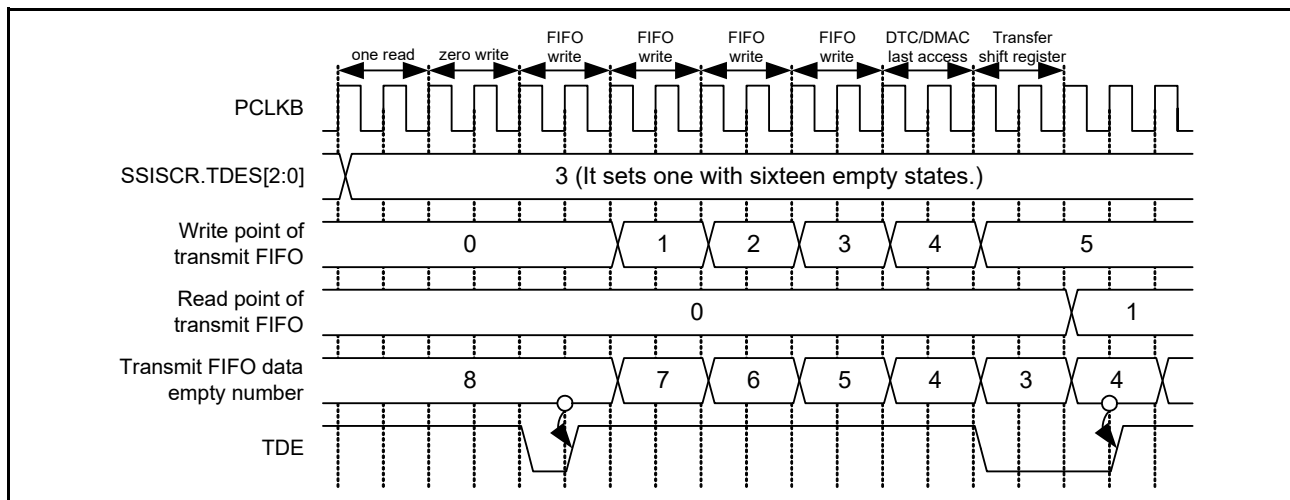 one read
zero write
FIFO
write
FIFO
write
FIFO
write
FIFO
write
DTC/DMAC
last access
Transfer
shift register
PCLKB
SSISCR.TDES[2:0]
3 (It sets one with sixteen empty states.)
Write point of
transmit FIFO
0 1 2 3 4 5
Read point of
transmit FIFO
0 1
Transmit FIFO data
empty number
8 7 6 5 4 3 4
TDE